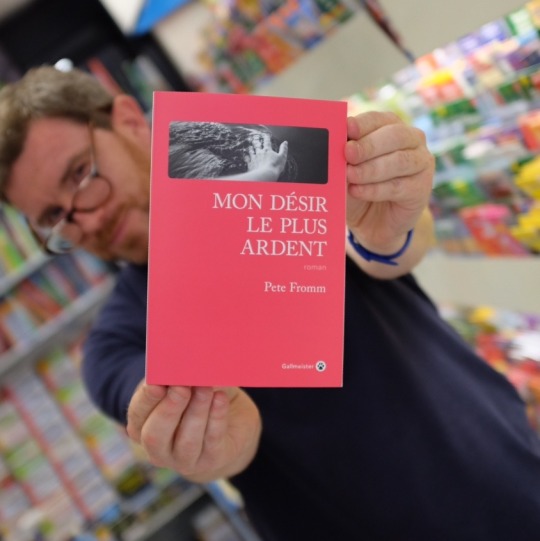 MON DÉSIR
LE PLUS
ARDENT
roman
Pete Fromm
Gallmeister